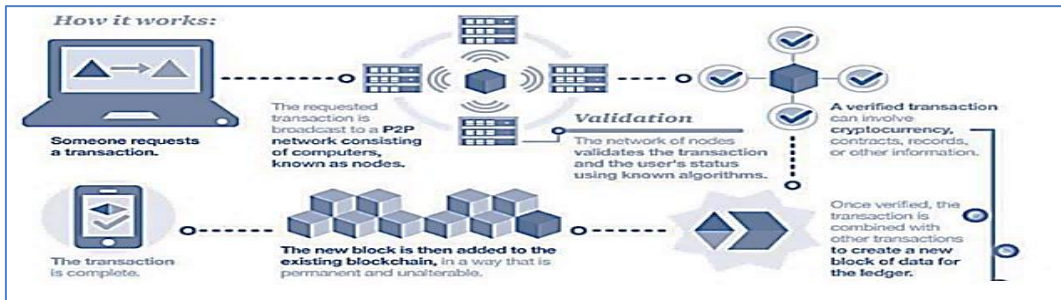 How it works:
Someone requests
a transaction.
The requested
transaction is
broadcast to a P2P
network consisting
of computers,
known as nodes.
Validation
The network of nodes
validates the transaction
and the user's status
using known algorithms.
A verified transaction
can involve
cryptocurrency,
contracts, records,
or other information.
Once verified, the
transaction is
combined with
other transactions
to create a new
block of data for
the ledger.
The new block is then added to the
existing blockchain, in a way that is
permanent and unalterable.
The transaction
is complete.